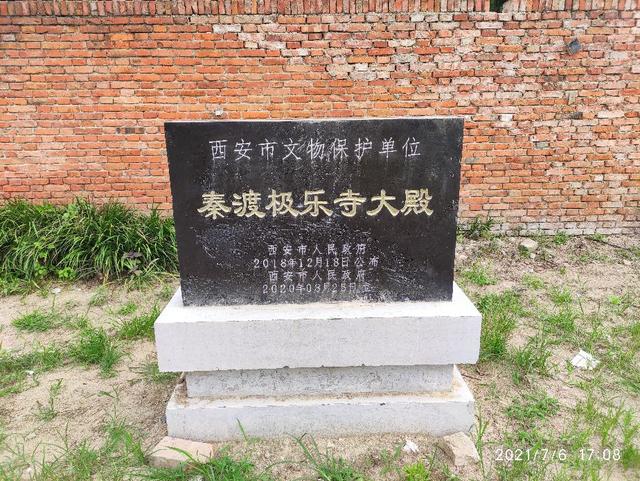 西安市文物保护单位
秦渡极乐寺大殿
西安市人民政府
2018年12月18日公布
西安市人民政府
2020年03月25日立
2021/7/6 17:08